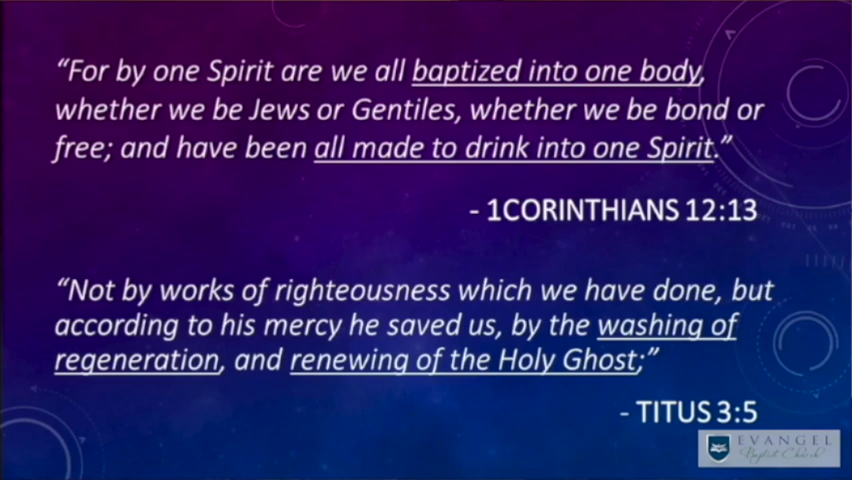 “For by one Spirit are we all baptized into one body,
whether we be Jews or Gentiles, whether we be bond or
free; and have been all made to drink into one Spirit.”
- 1CORINTHIANS 12:13
“Not by works of righteousness which we have done, but
according to his mercy he saved us, by the washing of
regeneration, and renewing of the Holy Ghost;”
- TITUS 3:5
EVANGEL
Baptist Church